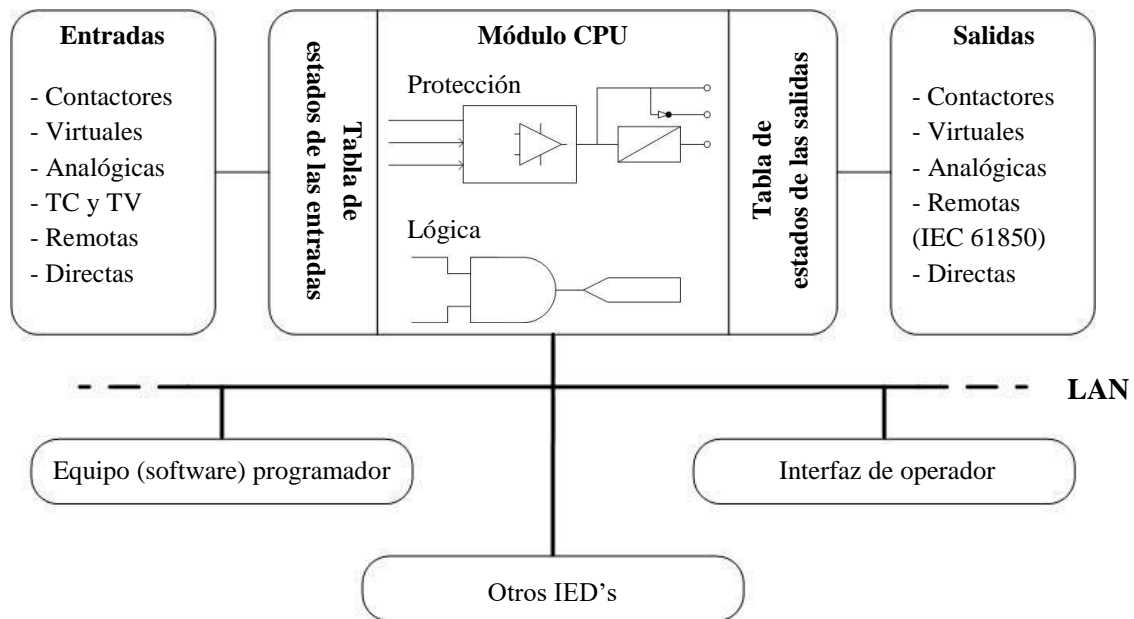 Entradas
- Contactores
- Virtuales
- Analógicas
- TC y TV
- Remotas
- Directas
Tabla de
estados de las entradas
Módulo CPU
Protección
Lógica
Tabla de
estados de las salidas
Salidas
- Contactores
- Virtuales
- Analógicas
- Remotas
(IEC 61850)
- Directas
LAN
Equipo (software) programador
Interfaz de operador
Otros IED’s